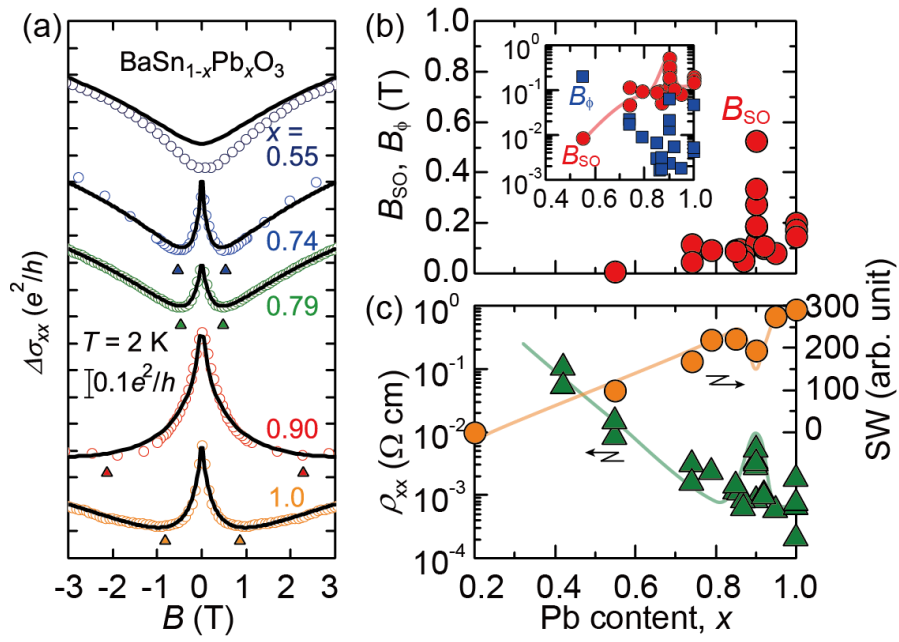 (a)
BaSn1-xPbxO3
x =
0.55
0.74
0.79
T = 2 K
0.1e²/h
0.90
1.0
Δσxx (e²/h)
-3 -2 -1 0 1 2 3
B (T)
(b)
1.0
0.8
0.6
0.4
0.2
0.0
BSO, Bϕ (T)
10⁰
10⁻¹
10⁻²
10⁻³
Bϕ
BSO
0.4 0.6 0.8 1.0
BSO
(c)
10⁰
10⁻¹
10⁻²
10⁻³
10⁻⁴
ρxx (Ω cm)
300
200
100
0
SW (arb. unit)
0.2 0.4 0.6 0.8 1.0
Pb content, x